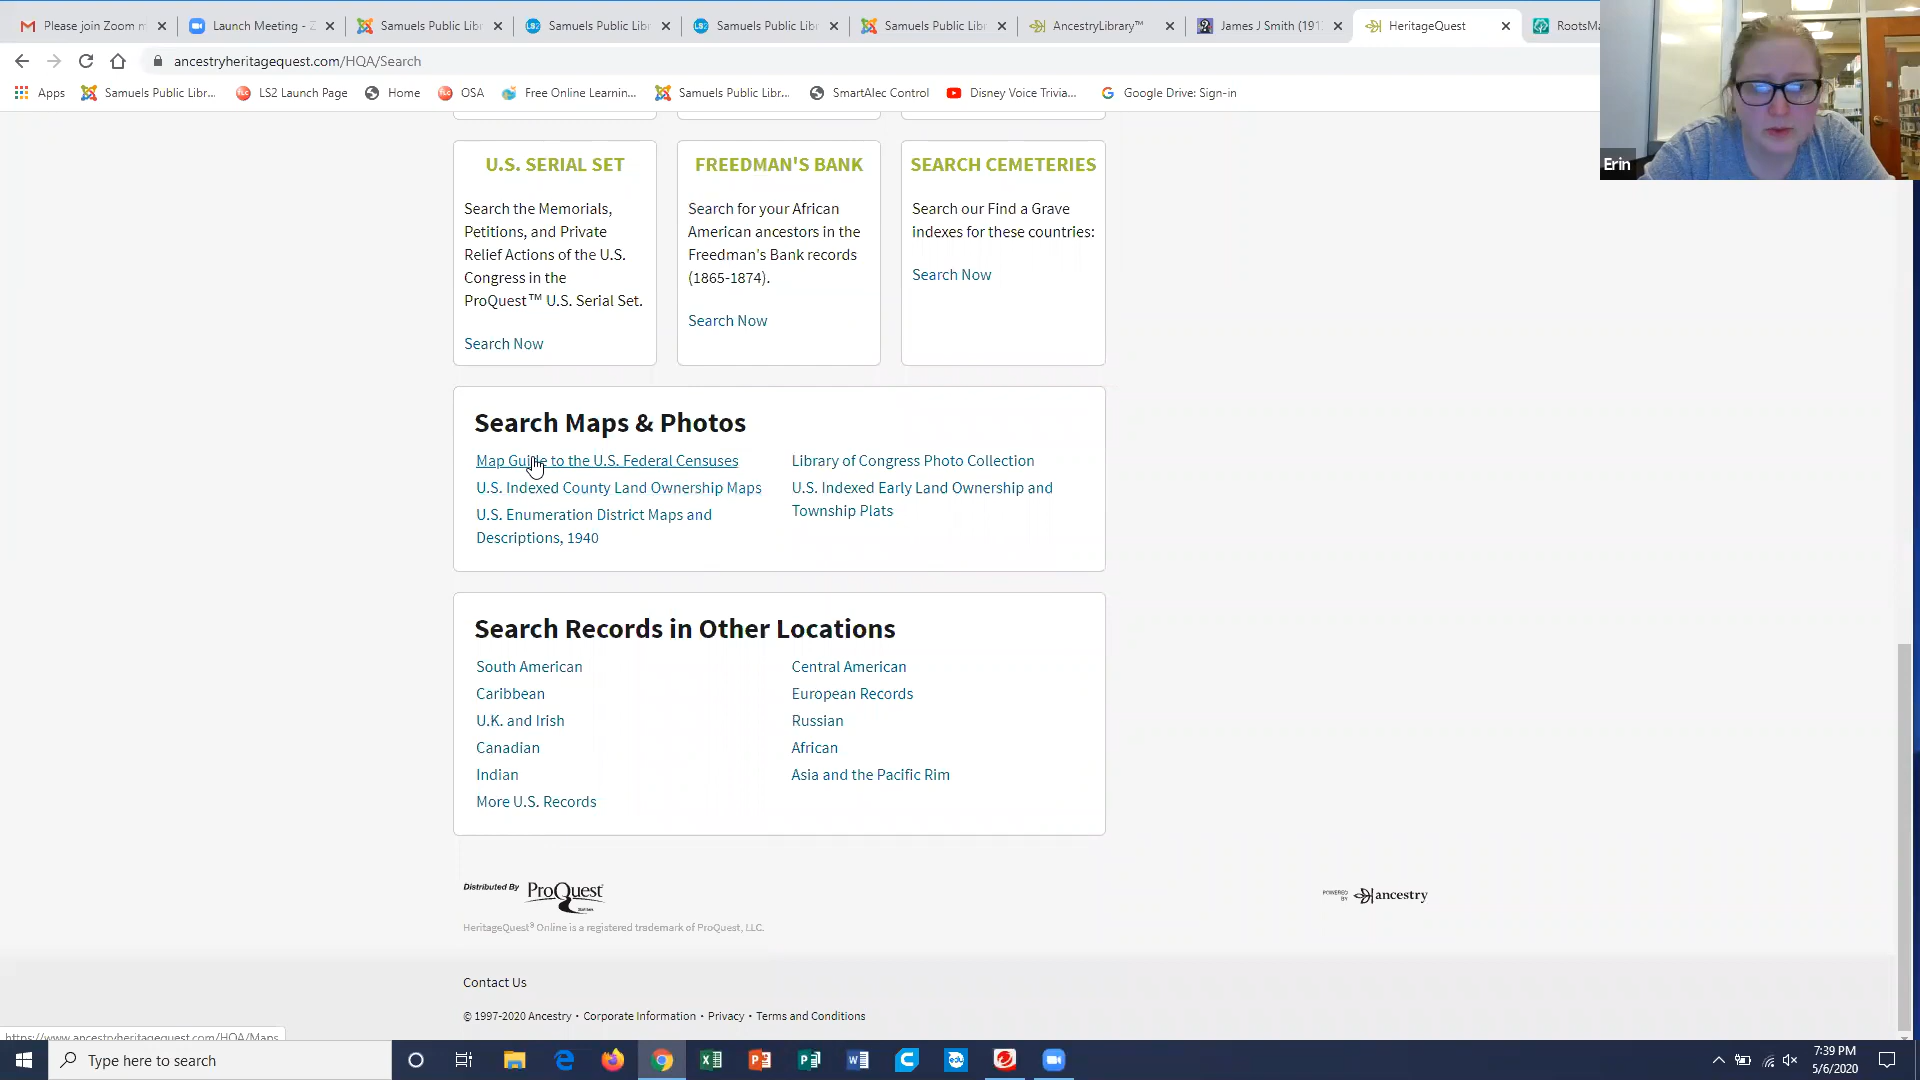 Please join Zoom m
Launch Meeting - Z
Samuels Public Libr
Samuels Public Libr
Samuels Public Libr
Samuels Public Libr
AncestryLibrary™
James J Smith (191
HeritageQuest
RootsMa
ancestryheritagequest.com/HQA/Search
Apps
Samuels Public Libr...
LS2 Launch Page
Home
OSA
Free Online Learnin...
Samuels Public Libr...
SmartAlec Control
Disney Voice Trivia...
Google Drive: Sign-in
Erin
U.S. SERIAL SET
Search the Memorials,
Petitions, and Private
Relief Actions of the U.S.
Congress in the
ProQuest™ U.S. Serial Set.
Search Now
FREEDMAN'S BANK
Search for your African
American ancestors in the
Freedman's Bank records
(1865-1874).
Search Now
SEARCH CEMETERIES
Search our Find a Grave
indexes for these countries:
Search Now
Search Maps & Photos
Map Guide to the U.S. Federal Censuses
U.S. Indexed County Land Ownership Maps
U.S. Enumeration District Maps and
Descriptions, 1940
Library of Congress Photo Collection
U.S. Indexed Early Land Ownership and
Township Plats
Search Records in Other Locations
South American
Caribbean
U.K. and Irish
Canadian
Indian
More U.S. Records
Central American
European Records
Russian
African
Asia and the Pacific Rim
Distributed By ProQuest
POWERED BY ancestry
HeritageQuest® Online is a registered trademark of ProQuest, LLC.
Contact Us
© 1997-2020 Ancestry • Corporate Information • Privacy • Terms and Conditions
https://www.ancestryheritagequest.com/HQA/Maps
Type here to search
7:39 PM
5/6/2020